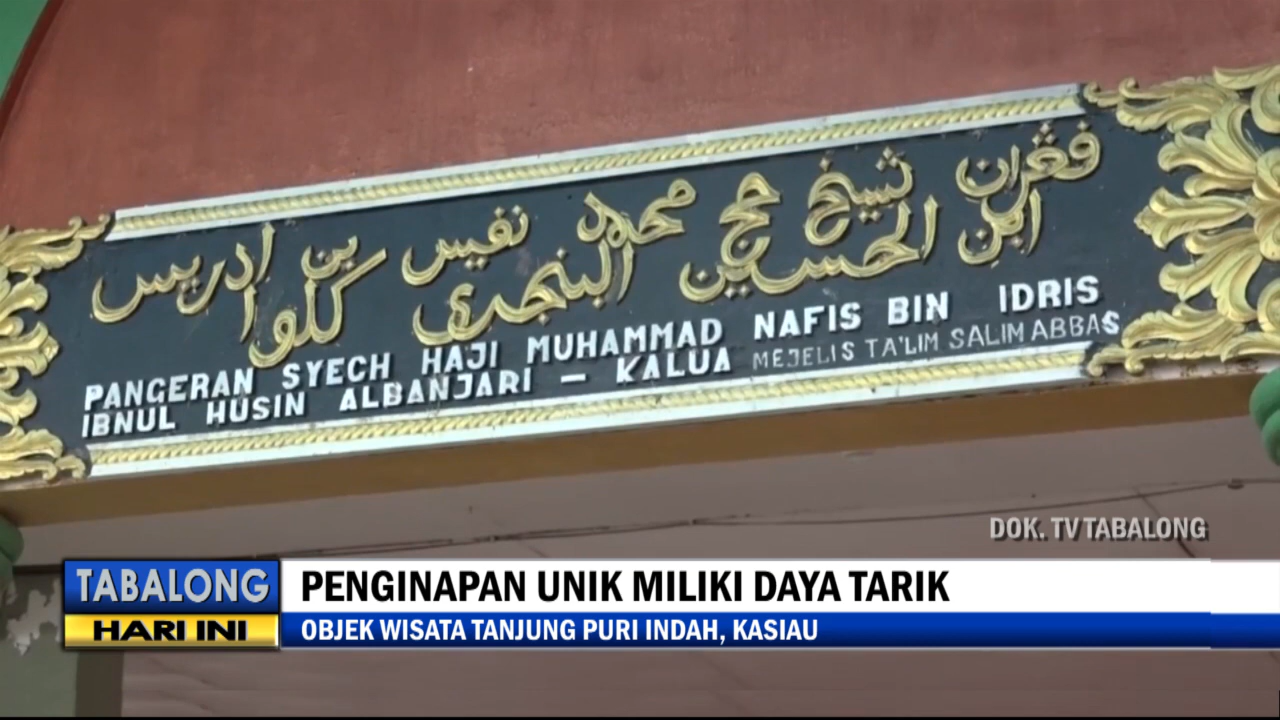 ڤڠران شيخ حج محمد نفيس بن ادريس
ابن الحسين البنجري كلوا
PANGERAN SYECH HAJI MUHAMMAD NAFIS BIN IDRIS
IBNUL HUSIN ALBANJARI – KALUA MEJELIS TA'LIM SALIM ABBAS
DOK. TV TABALONG
TABALONG
HARI INI
PENGINAPAN UNIK MILIKI DAYA TARIK
OBJEK WISATA TANJUNG PURI INDAH, KASIAU